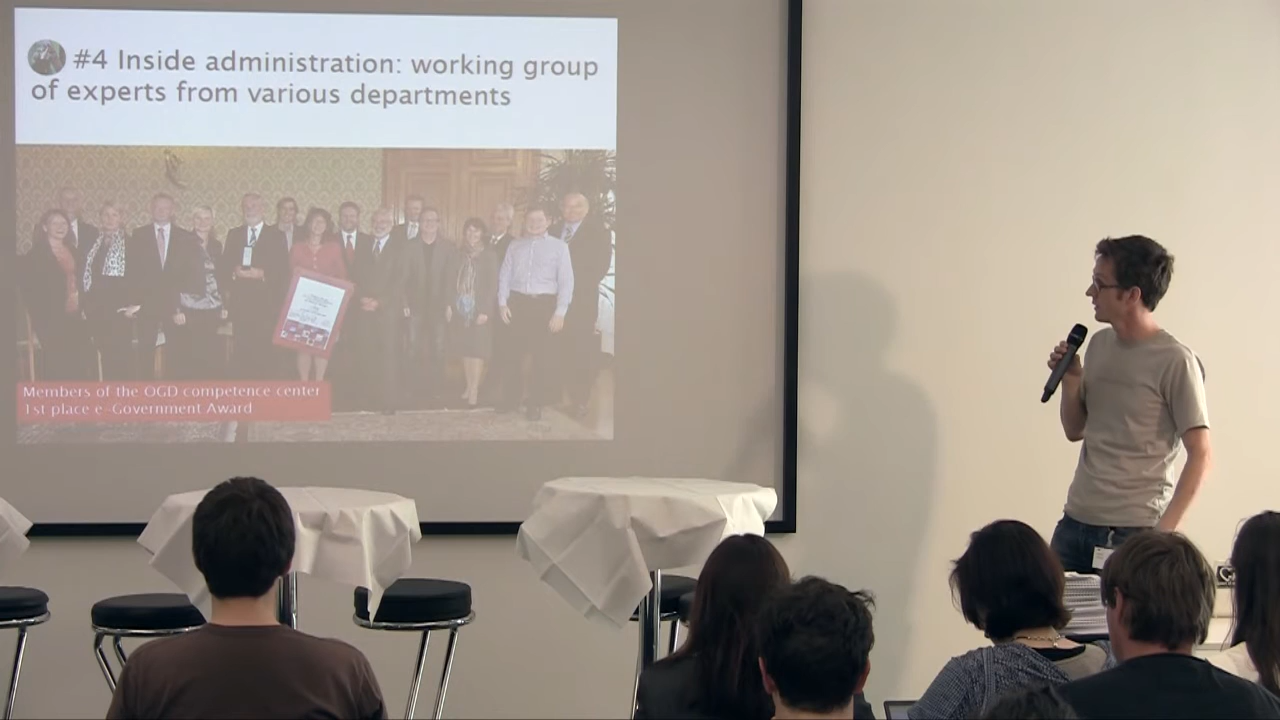 #4 Inside administration: working group
of experts from various departments
Members of the OGD competence center
1st place e-Government Award